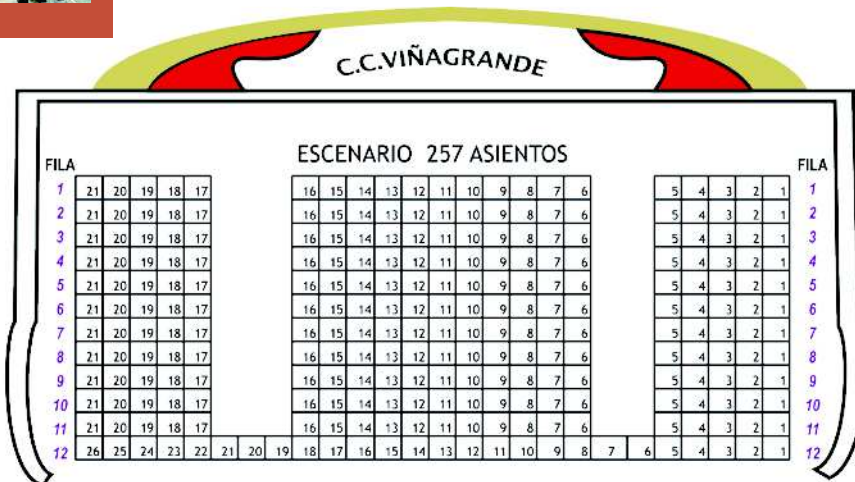 C.C.VIÑAGRANDE
ESCENARIO 257 ASIENTOS
FILA FILA
1 21 20 19 18 17 16 15 14 13 12 11 10 9 8 7 6 5 4 3 2 1 1
2 21 20 19 18 17 16 15 14 13 12 11 10 9 8 7 6 5 4 3 2 1 2
3 21 20 19 18 17 16 15 14 13 12 11 10 9 8 7 6 5 4 3 2 1 3
4 21 20 19 18 17 16 15 14 13 12 11 10 9 8 7 6 5 4 3 2 1 4
5 21 20 19 18 17 16 15 14 13 12 11 10 9 8 7 6 5 4 3 2 1 5
6 21 20 19 18 17 16 15 14 13 12 11 10 9 8 7 6 5 4 3 2 1 6
7 21 20 19 18 17 16 15 14 13 12 11 10 9 8 7 6 5 4 3 2 1 7
8 21 20 19 18 17 16 15 14 13 12 11 10 9 8 7 6 5 4 3 2 1 8
9 21 20 19 18 17 16 15 14 13 12 11 10 9 8 7 6 5 4 3 2 1 9
10 21 20 19 18 17 16 15 14 13 12 11 10 9 8 7 6 5 4 3 2 1 10
11 21 20 19 18 17 16 15 14 13 12 11 10 9 8 7 6 5 4 3 2 1 11
12 26 25 24 23 22 21 20 19 18 17 16 15 14 13 12 11 10 9 8 7 6 5 4 3 2 1 12